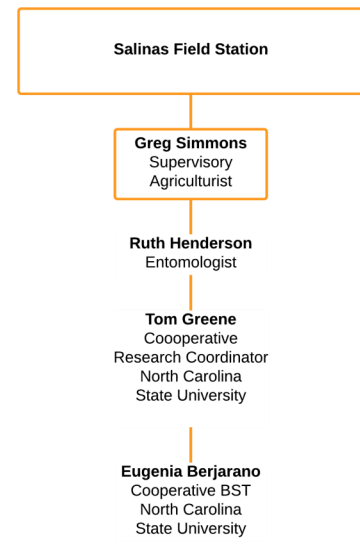 Salinas Field Station
Greg Simmons
Supervisory
Agriculturist
Ruth Henderson
Entomologist
Tom Greene
Coooperative
Research Coordinator
North Carolina
State University
Eugenia Berjarano
Cooperative BST
North Carolina
State University